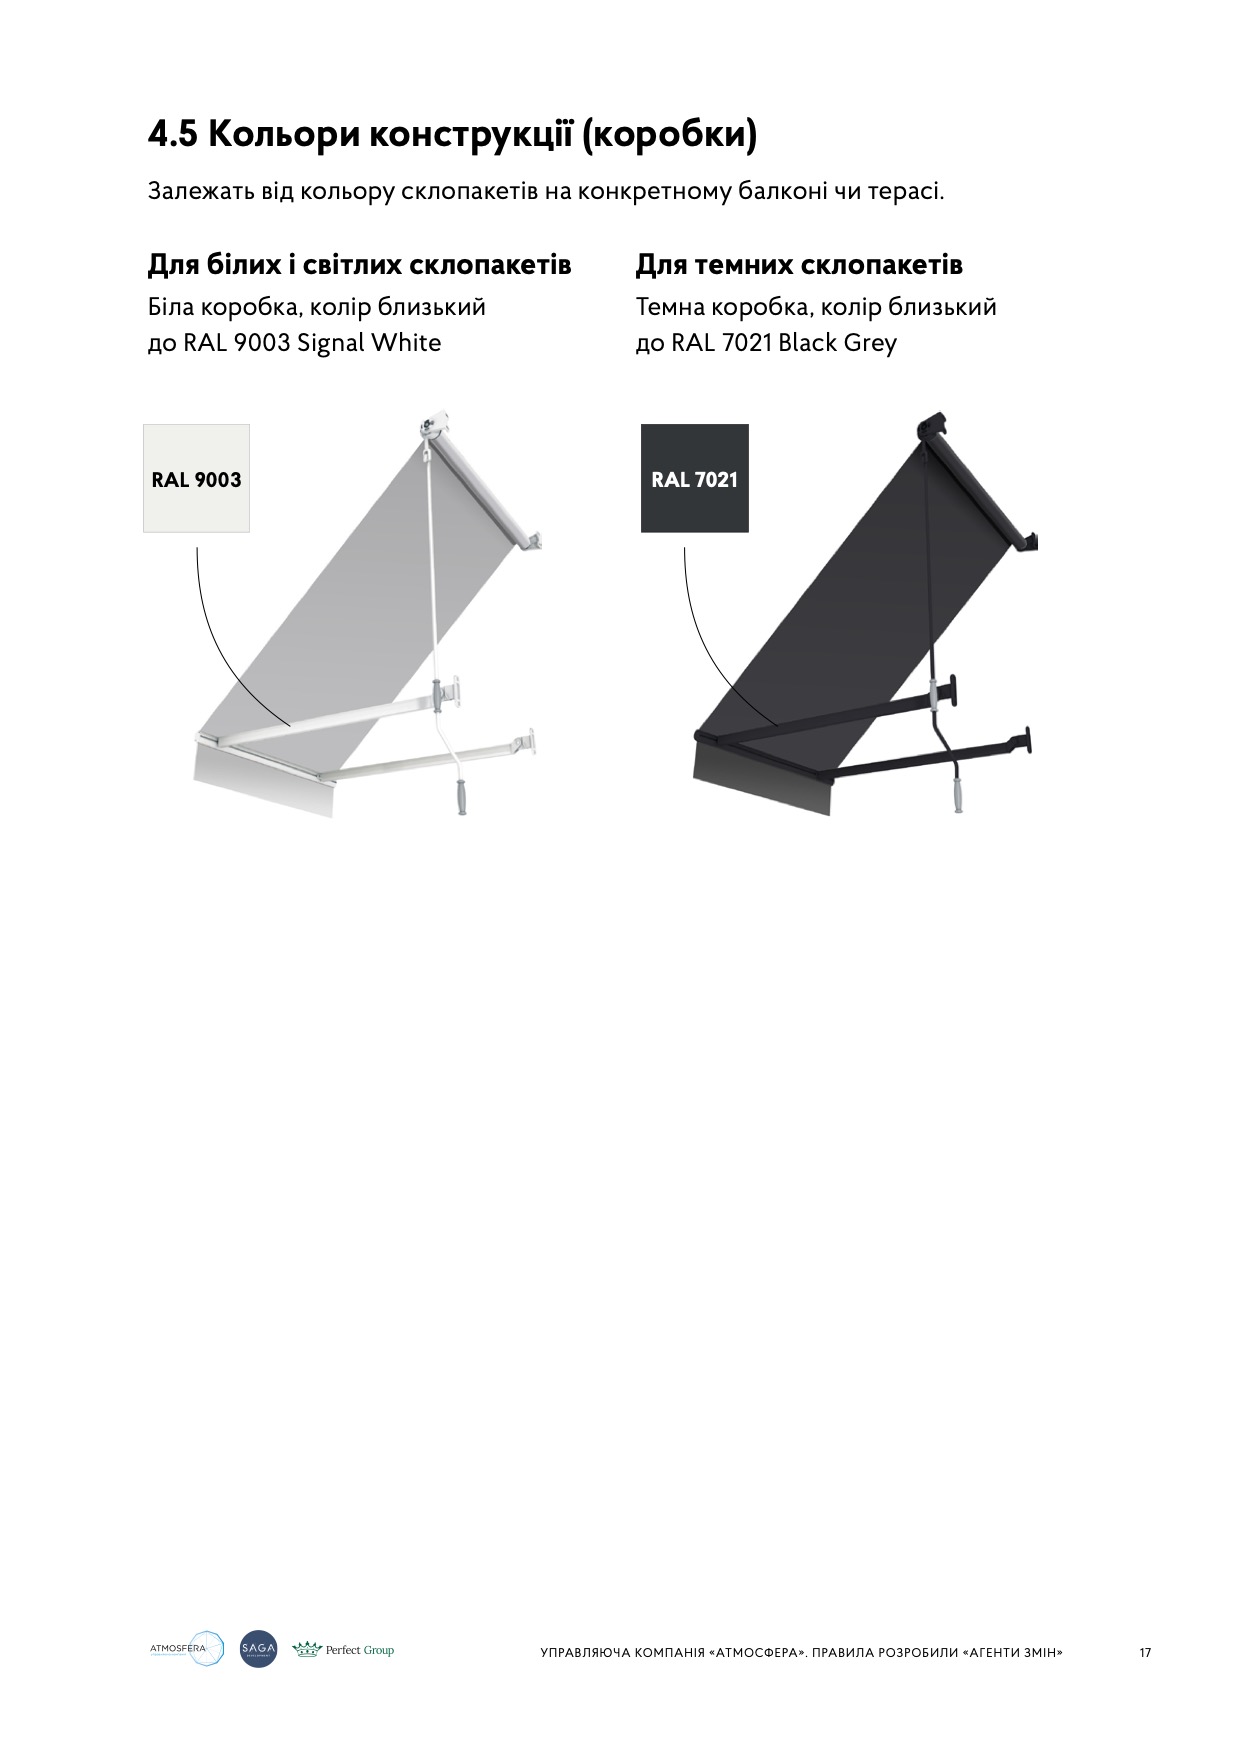 4.5 Кольори конструкції (коробки)
Залежать від кольору склопакетів на конкретному балконі чи терасі.
Для білих і світлих склопакетів
Біла коробка, колір близький
до RAL 9003 Signal White
Для темних склопакетів
Темна коробка, колір близький
до RAL 7021 Black Grey
RAL 9003
RAL 7021
ATMOSFERA
SAGA
DEVELOPMENT
Perfect Group
УПРАВЛЯЮЧА КОМПАНІЯ «АТМОСФЕРА». ПРАВИЛА РОЗРОБИЛИ «АГЕНТИ ЗМІН»
17